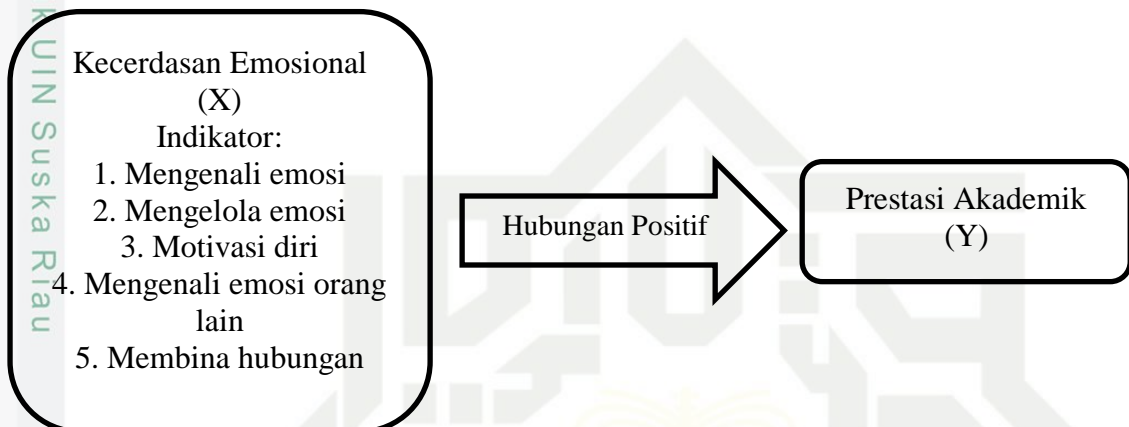 K UIN Suska Riau
Kecerdasan Emosional
(X)
Indikator:
1. Mengenali emosi
2. Mengelola emosi
3. Motivasi diri
4. Mengenali emosi orang
lain
5. Membina hubungan
Hubungan Positif
Prestasi Akademik
(Y)